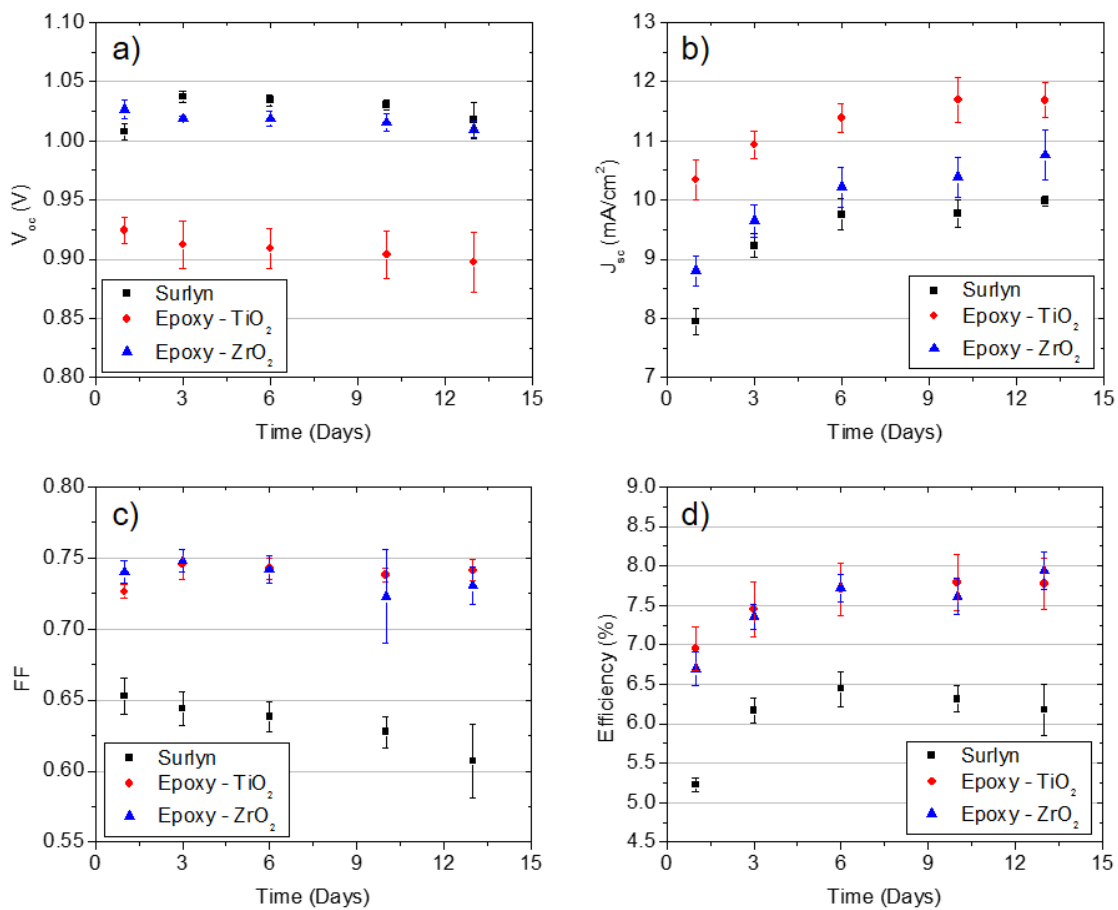 a)
1.10
1.05
1.00
0.95
0.90
0.85
0.80
V_oc (V)
Surlyn
Epoxy - TiO₂
Epoxy - ZrO₂
0 3 6 9 12 15
Time (Days)
b)
13
12
11
10
9
8
7
J_sc (mA/cm²)
Surlyn
Epoxy - TiO₂
Epoxy - ZrO₂
0 3 6 9 12 15
Time (Days)
c)
0.80
0.75
0.70
0.65
0.60
0.55
FF
Surlyn
Epoxy - TiO₂
Epoxy - ZrO₂
0 3 6 9 12 15
Time (Days)
d)
9.0
8.5
8.0
7.5
7.0
6.5
6.0
5.5
5.0
4.5
Efficiency (%)
Surlyn
Epoxy - TiO₂
Epoxy - ZrO₂
0 3 6 9 12 15
Time (Days)